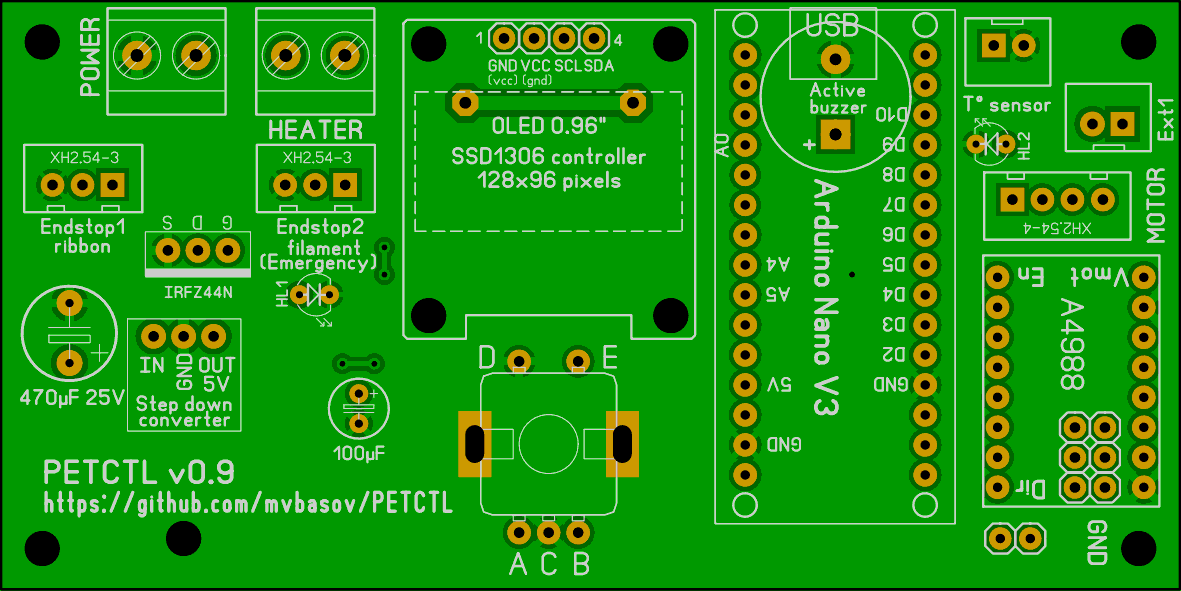 POWER
HEATER
XH2.54-3
Endstop1
ribbon
XH2.54-3
Endstop2
filament
(Emergency)
S D G
IRFZ44N
HL1
470µF 25V
+
IN
GND
OUT
5V
Step down
converter
+
100µF
PETCTL v0.9
https://github.com/mvbasov/PETCTL
1
4
GND VCC SCL SDA
(vcc) (gnd)
OLED 0.96"
SSD1306 controller
128x96 pixels
D
E
A C B
USB
Active
buzzer
+
A0
A4
A5
5V
GND
Arduino Nano V3
D10
D9
D8
D7
D6
D5
D4
D3
D2
GND
T° sensor
HL2
Ext1
XH2.54-4
MOTOR
En
V mot
A4988
Dir
GND